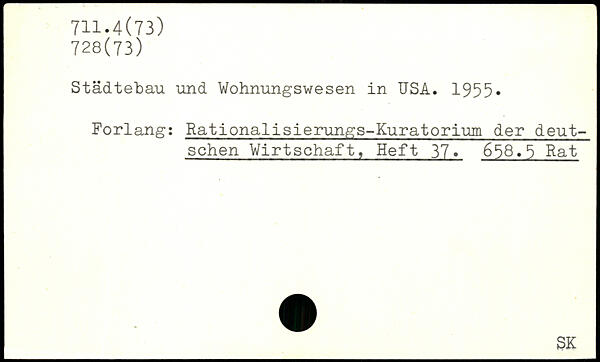 711.4(73)
728(73)
Städtebau und Wohnungswesen in USA. 1955.
Forlang: Rationalisierungs-Kuratorium der deut-
schen Wirtschaft, Heft 37. 658.5 Rat
SK